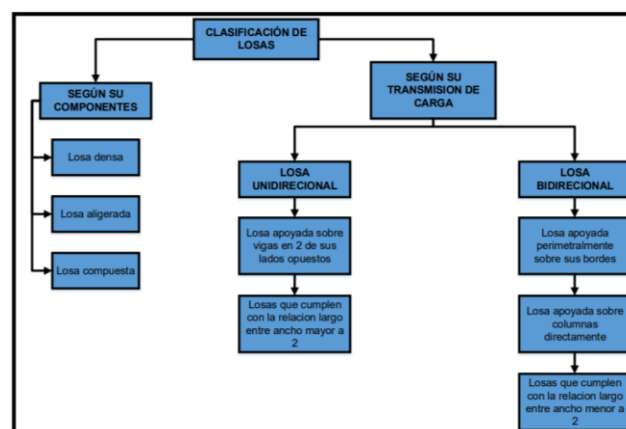 CLASIFICACIÓN DE
LOSAS
SEGÚN SU
COMPONENTES
Losa densa
Losa aligerada
Losa compuesta
SEGÚN SU
TRANSMISION DE
CARGA
LOSA
UNIDIRECIONAL
Losa apoyada sobre
vigas en 2 de sus
lados opuestos
Losas que cumplen
con la relacion largo
entre ancho mayor a
2
LOSA
BIDIRECIONAL
Losa apoyada
perimetralmente
sobre sus bordes
Losa apoyada sobre
columnas
directamente
Losas que cumplen
con la relacion largo
entre ancho menor a
2